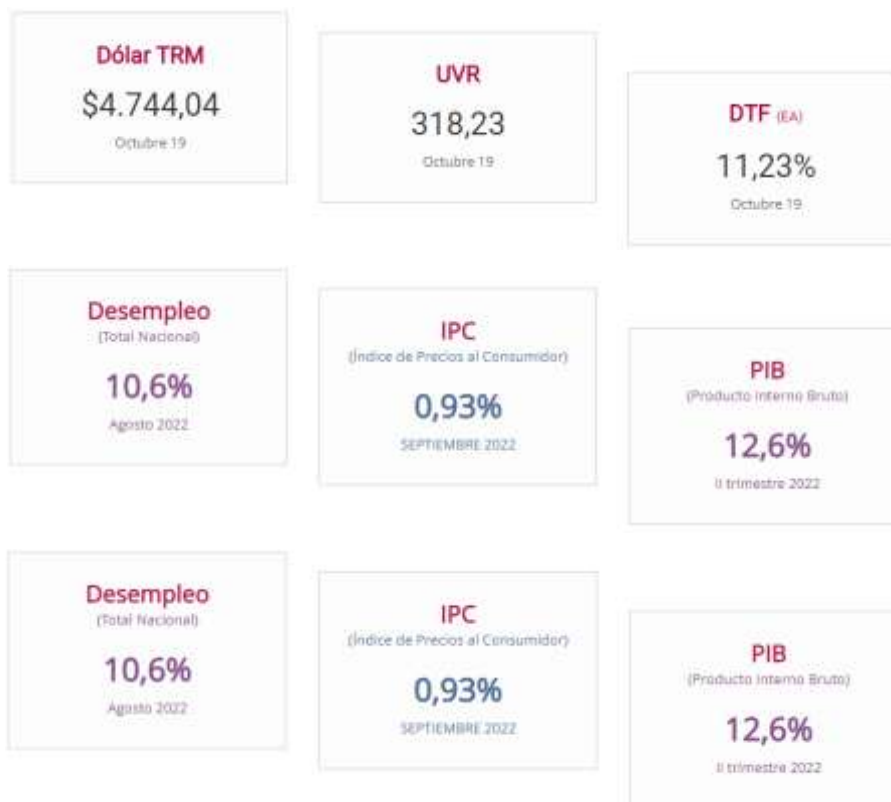 Dólar TRM
$4.744,04
Octubre 19
UVR
318,23
Octubre 19
DTF (EA)
11,23%
Octubre 19
Desempleo
(Total Nacional)
10,6%
Agosto 2022
IPC
(Índice de Precios al Consumidor)
0,93%
SEPTIEMBRE 2022
PIB
(Producto Interno Bruto)
12,6%
II trimestre 2022
Desempleo
(Total Nacional)
10,6%
Agosto 2022
IPC
(Índice de Precios al Consumidor)
0,93%
SEPTIEMBRE 2022
PIB
(Producto Interno Bruto)
12,6%
II trimestre 2022